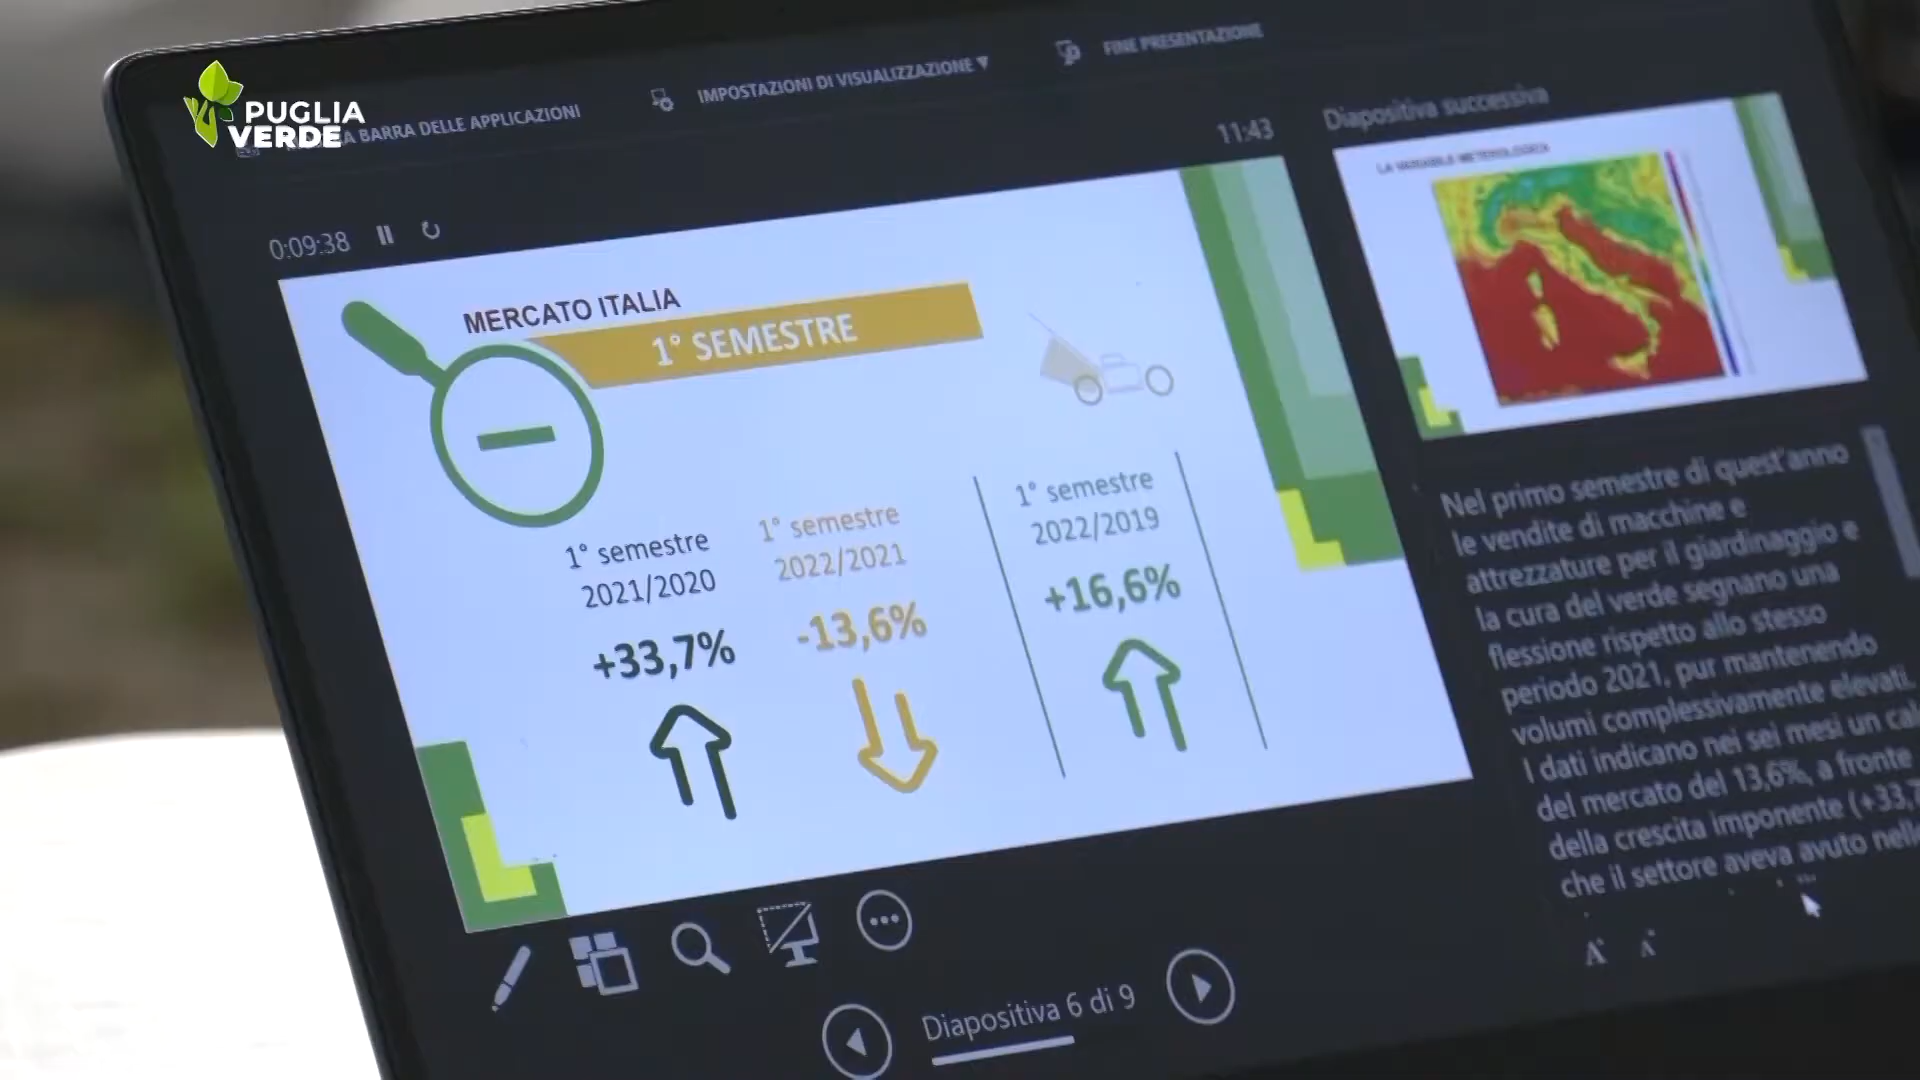 PUGLIA
VERDE
A BARRA DELLE APPLICAZIONI
IMPOSTAZIONI DI VISUALIZZAZIONE
FINE PRESENTAZIONE
0:09:38
11:43
Diapositiva successiva
MERCATO ITALIA
1° SEMESTRE
1° semestre
2021/2020
+33,7%
1° semestre
2022/2021
-13,6%
1° semestre
2022/2019
+16,6%
LA VARIABILE METEROLOGICA
Nel primo semestre di quest'anno
le vendite di macchine e
attrezzature per il giardinaggio e
la cura del verde segnano una
flessione rispetto allo stesso
periodo 2021, pur mantenendo
volumi complessivamente elevati.
I dati indicano nei sei mesi un
del mercato del 13,6%, a fronte
della crescita imponente (+33,7
che il settore aveva avuto
A A
Diapositiva 6 di 9